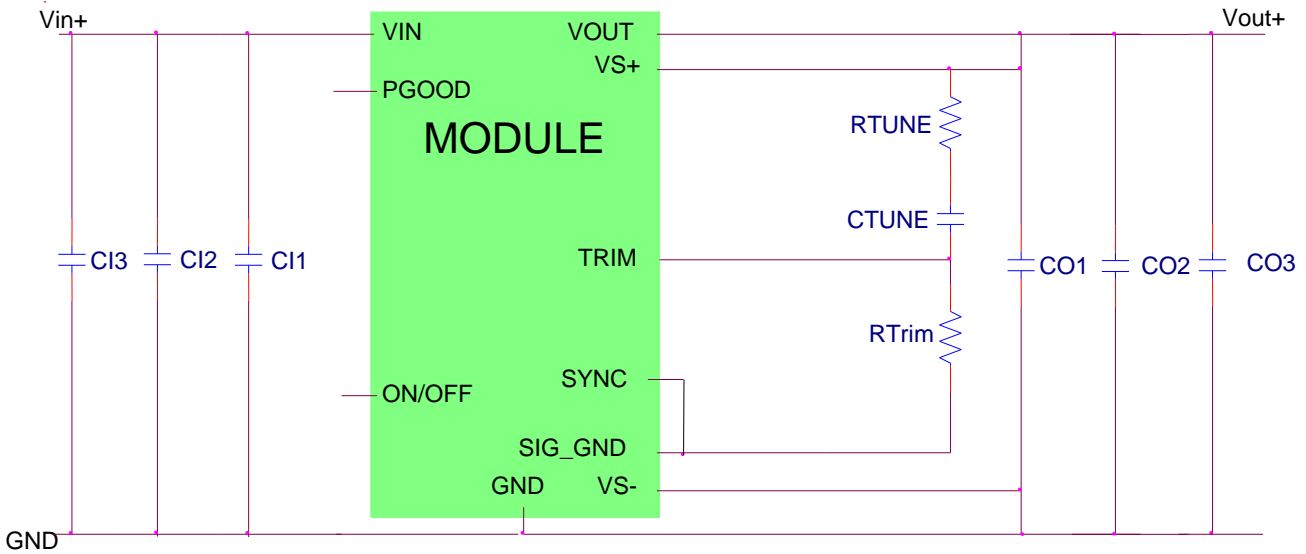 Vin+
Vout+
VIN
VOUT
VS+
PGOOD
MODULE
RTUNE
CTUNE
TRIM
CI3
CI2
CI1
CO1
CO2
CO3
RTrim
SYNC
ON/OFF
SIG_GND
GND
VS-
GND